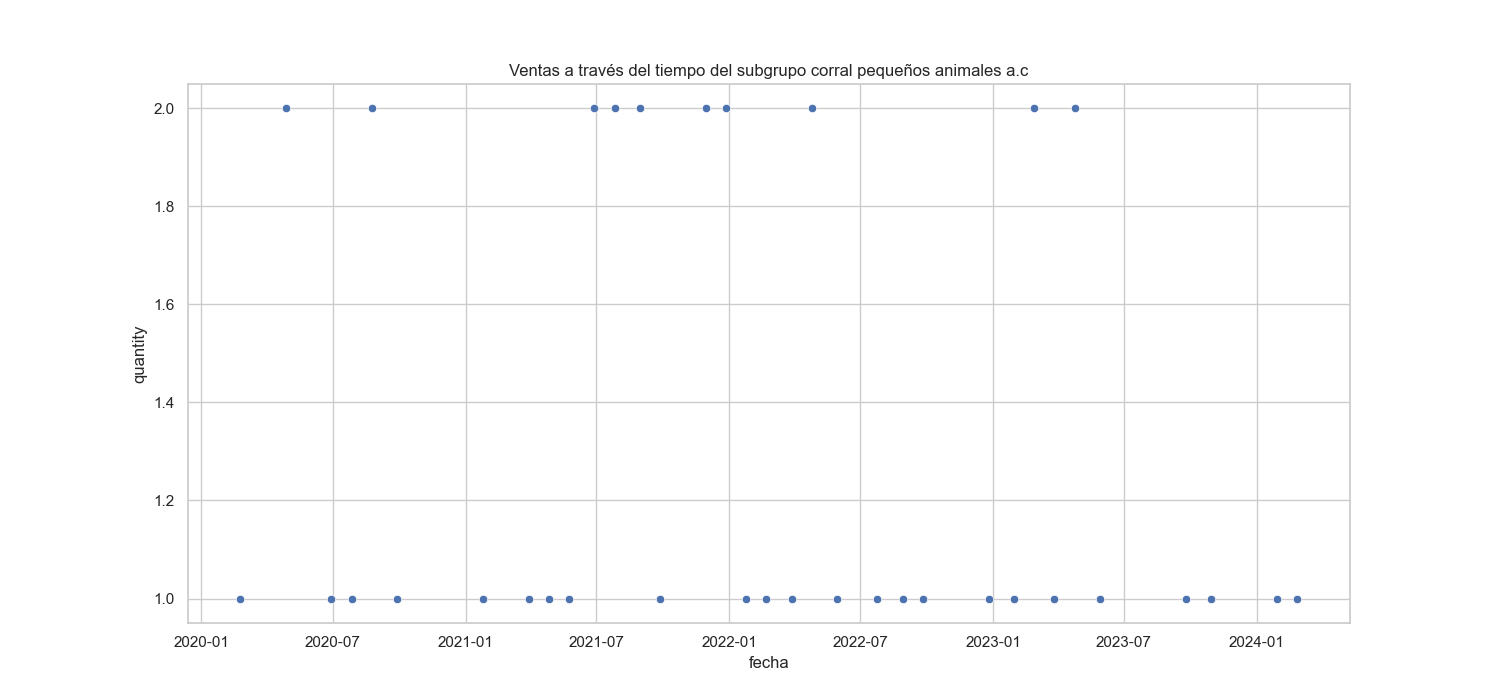 Ventas a través del tiempo del subgrupo corral pequeños animales a.c
2.0
1.8
1.6
1.4
1.2
1.0
quantity
2020-01 2020-07 2021-01 2021-07 2022-01 2022-07 2023-01 2023-07 2024-01
fecha